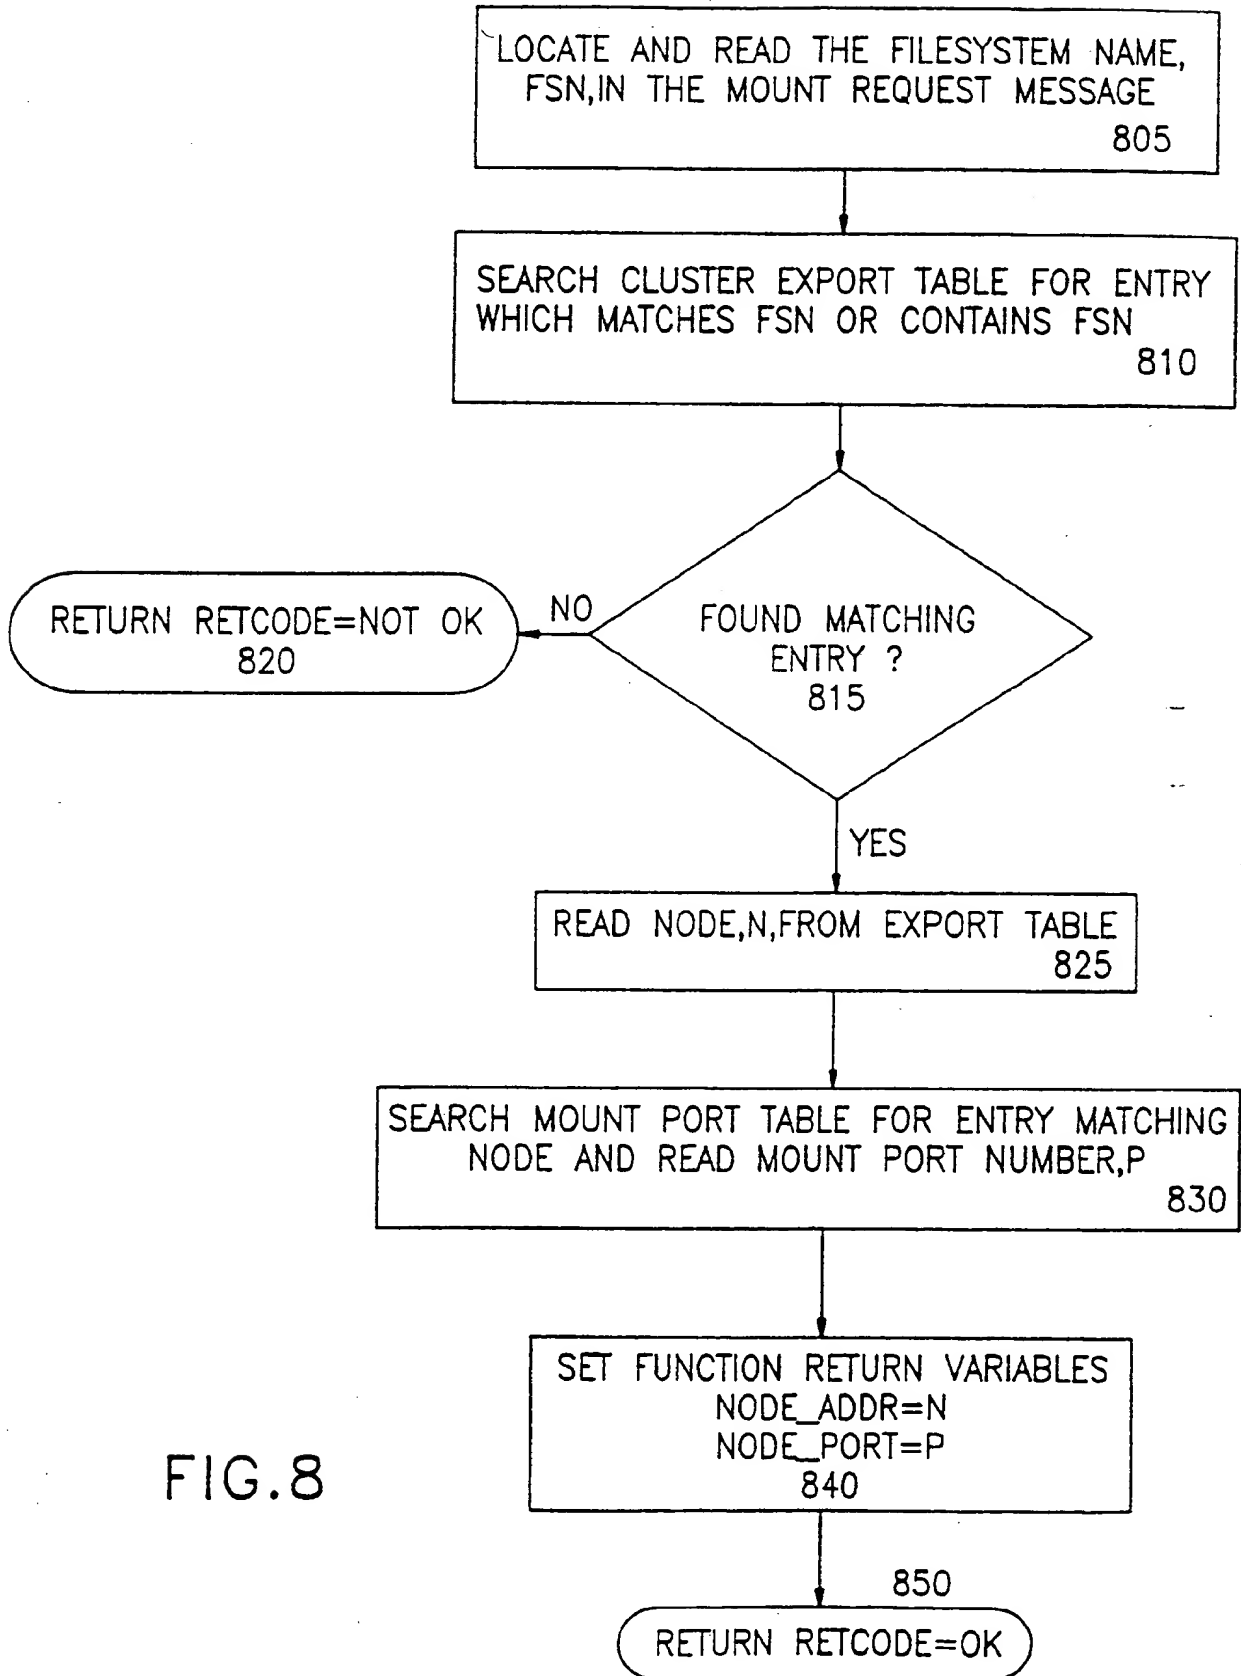 LOCATE AND READ THE FILESYSTEM NAME,
FSN,IN THE MOUNT REQUEST MESSAGE
805
SEARCH CLUSTER EXPORT TABLE FOR ENTRY
WHICH MATCHES FSN OR CONTAINS FSN
810
FOUND MATCHING
ENTRY ?
815
NO
RETURN RETCODE=NOT OK
820
YES
READ NODE,N,FROM EXPORT TABLE
825
SEARCH MOUNT PORT TABLE FOR ENTRY MATCHING
NODE AND READ MOUNT PORT NUMBER,P
830
SET FUNCTION RETURN VARIABLES
NODE_ADDR=N
NODE_PORT=P
840
850
RETURN RETCODE=OK
FIG.8